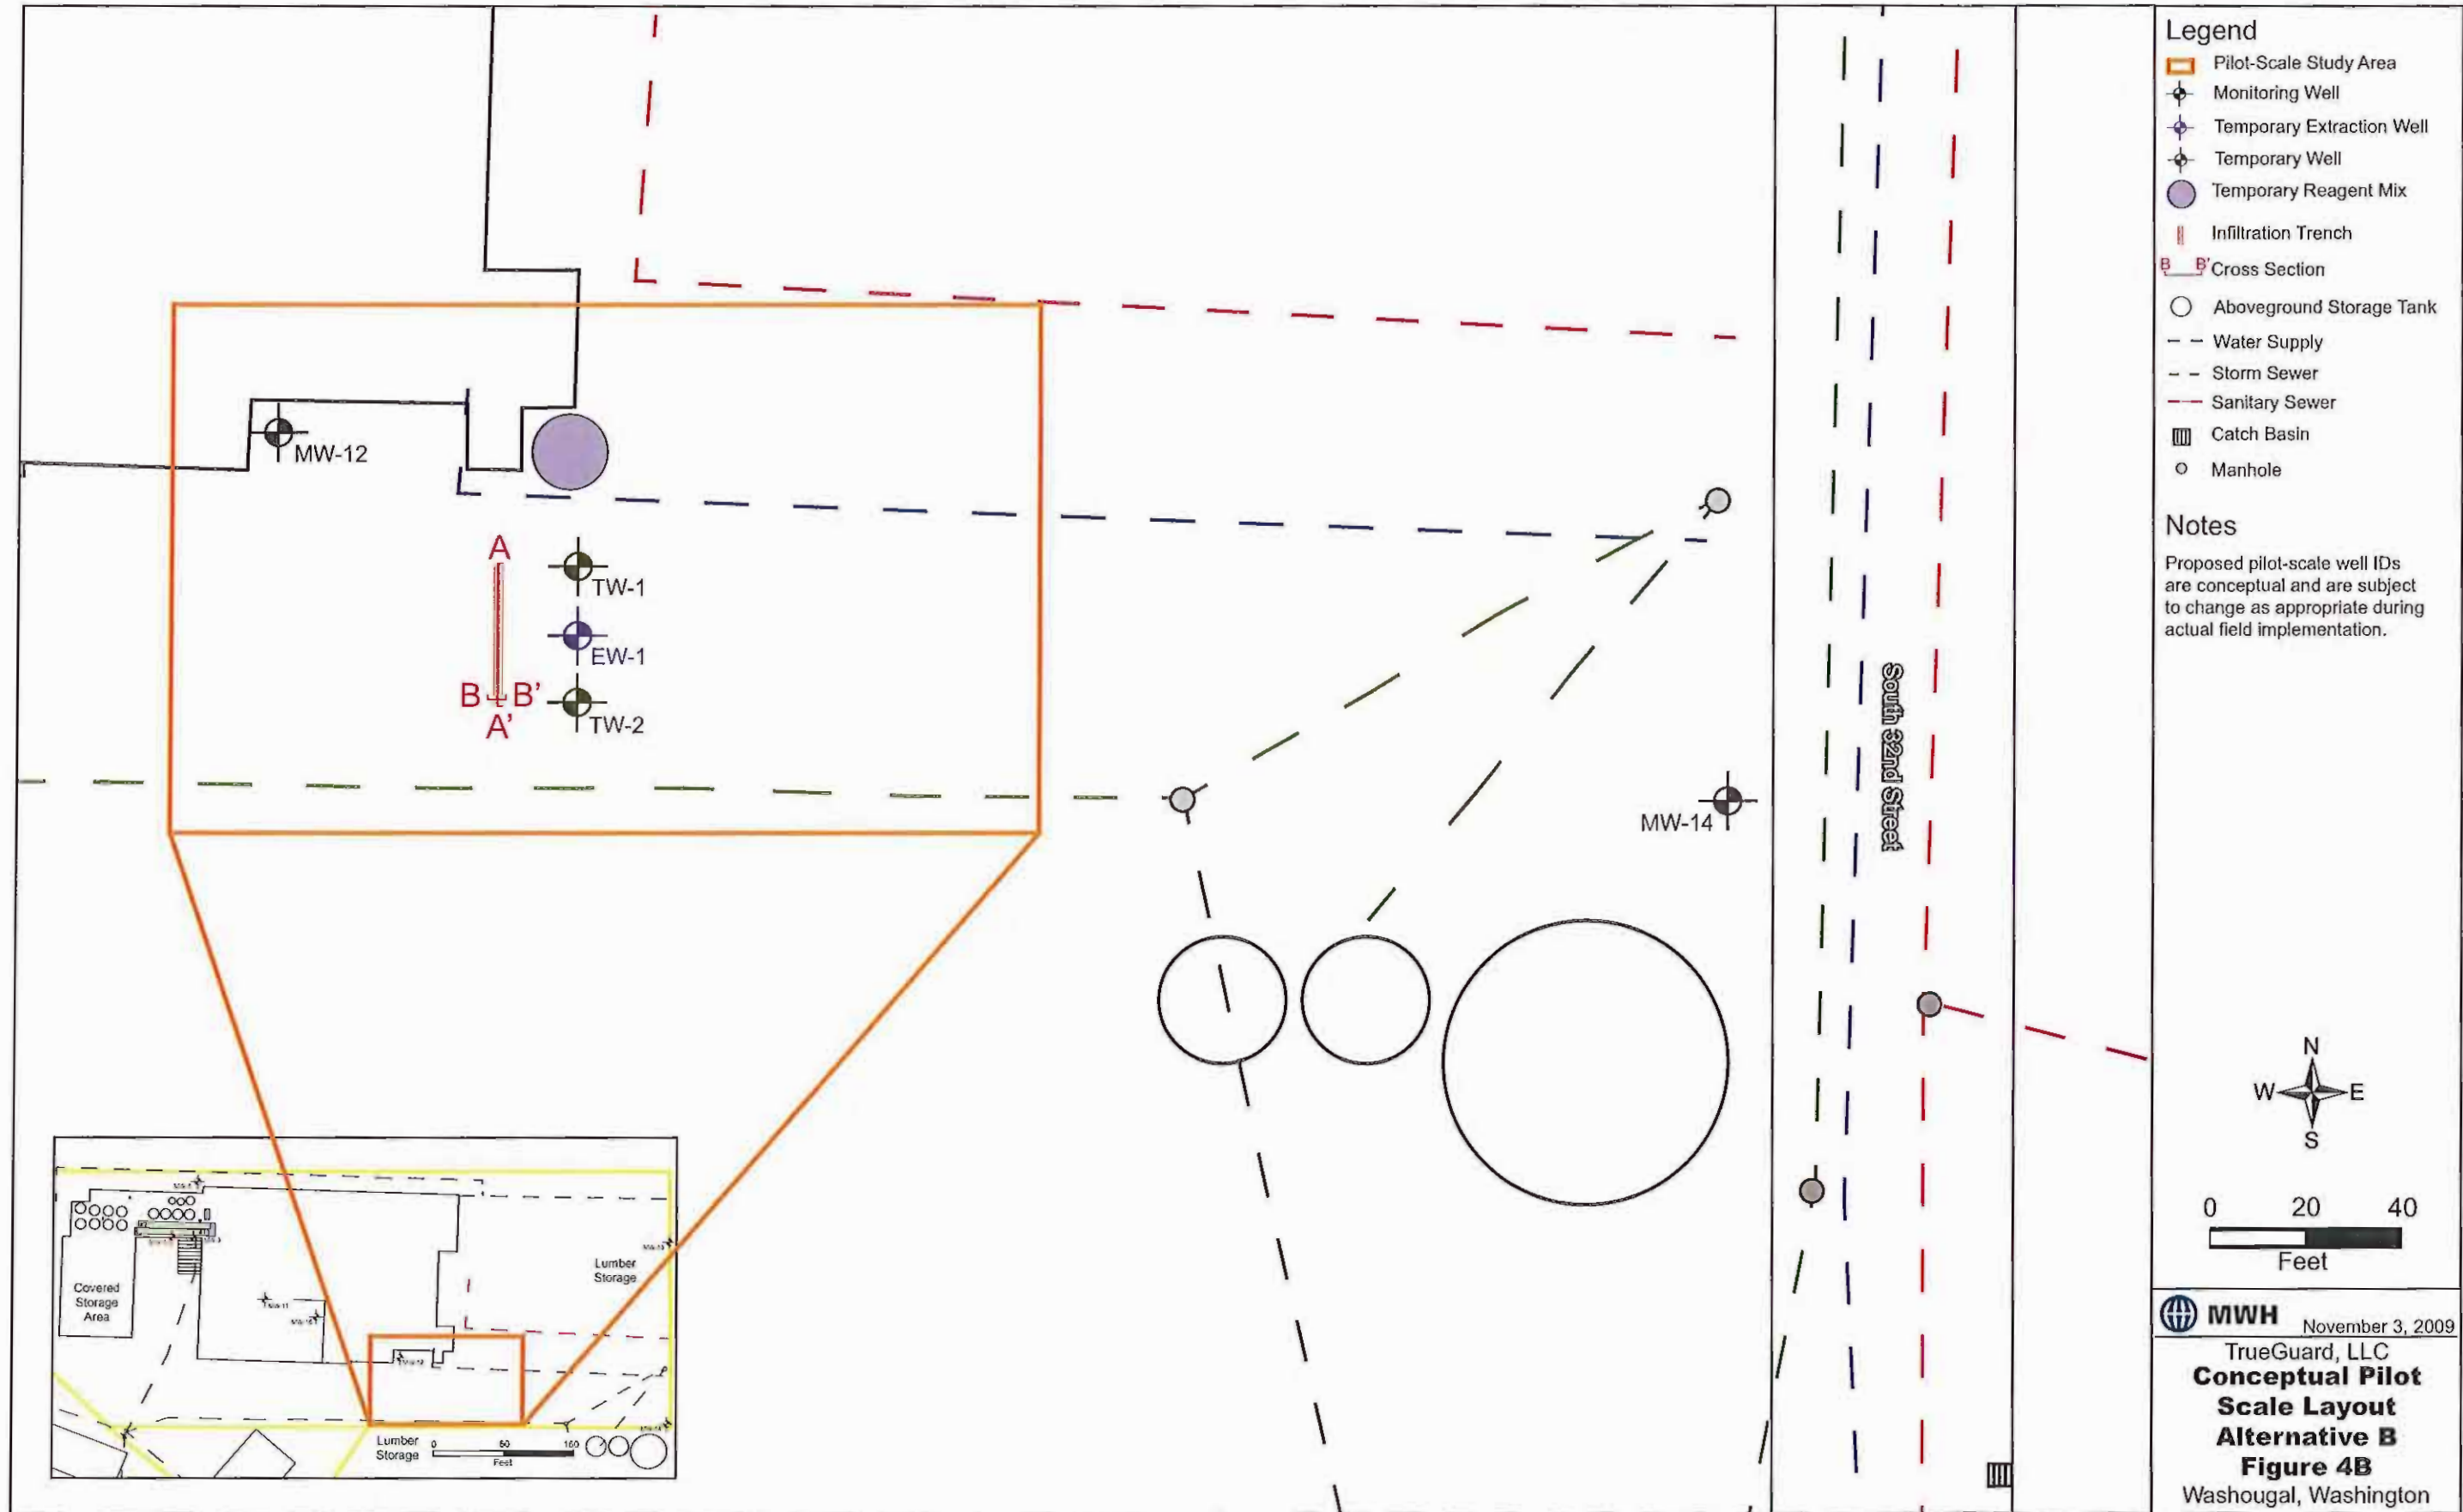 Legend
Pilot-Scale Study Area
Monitoring Well
Temporary Extraction Well
Temporary Well
Temporary Reagent Mix
Infiltration Trench
B B' Cross Section
Aboveground Storage Tank
Water Supply
Storm Sewer
Sanitary Sewer
Catch Basin
Manhole
Notes
Proposed pilot-scale well IDs
are conceptual and are subject
to change as appropriate during
actual field implementation.
MW-12
A
TW-1
EW-1
B B'
TW-2
A'
MW-14
South 32nd Street
Lumber
Storage
Covered
Storage
Area
MW-11
Lumber
Storage
0
Feet
N
W E
S
0 20 40
Feet
MWH
November 3, 2009
TrueGuard, LLC
Conceptual Pilot
Scale Layout
Alternative B
Figure 4B
Washougal, Washington